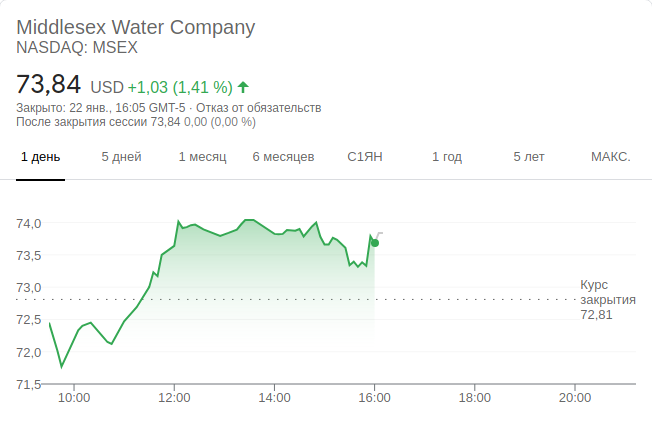 Middlesex Water Company
NASDAQ: MSEX
73,84 USD +1,03 (1,41 %)
Закрыто: 22 янв., 16:05 GMT-5 · Отказ от обязательств
После закрытия сессии 73,84 0,00 (0,00 %)
1 день 5 дней 1 месяц 6 месяцев С1ЯН 1 год 5 лет МАКС.
74,0
73,5
73,0
72,5
72,0
71,5
Курс
закрытия
72,81
10:00 12:00 14:00 16:00 18:00 20:00